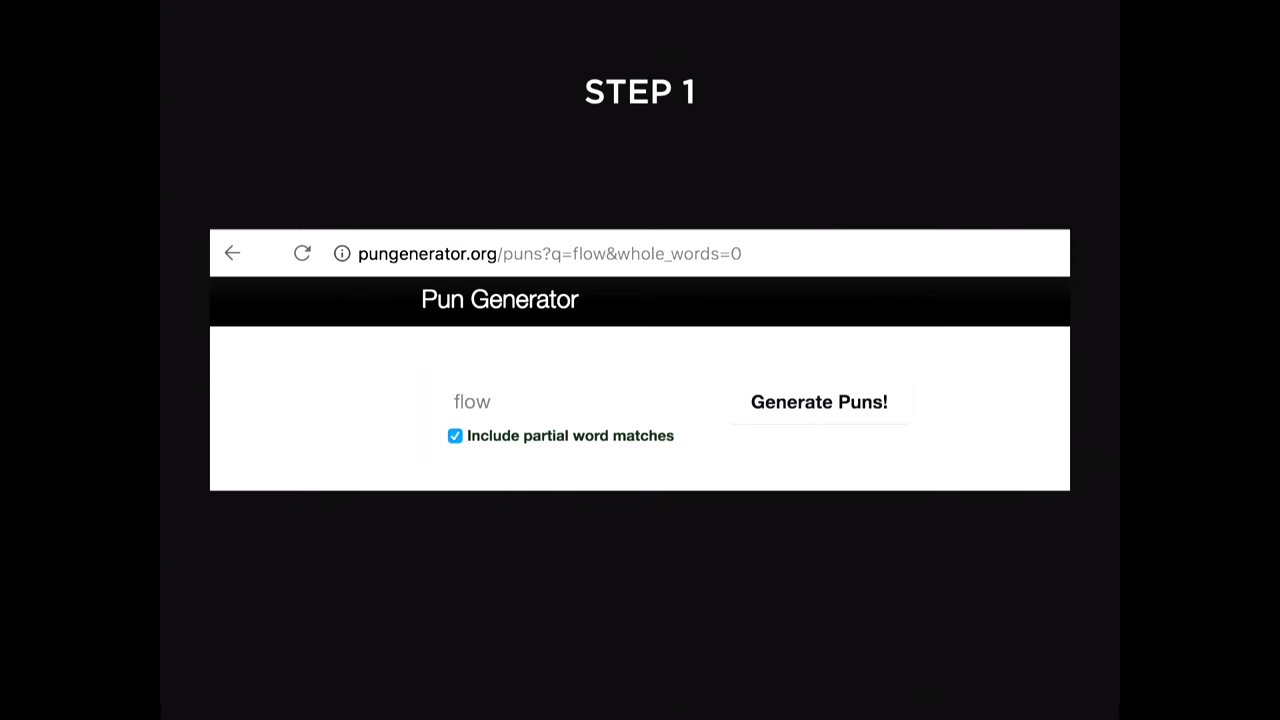 STEP 1
pungenerator.org/puns?q=flow&whole_words=0
Pun Generator
flow
Generate Puns!
Include partial word matches